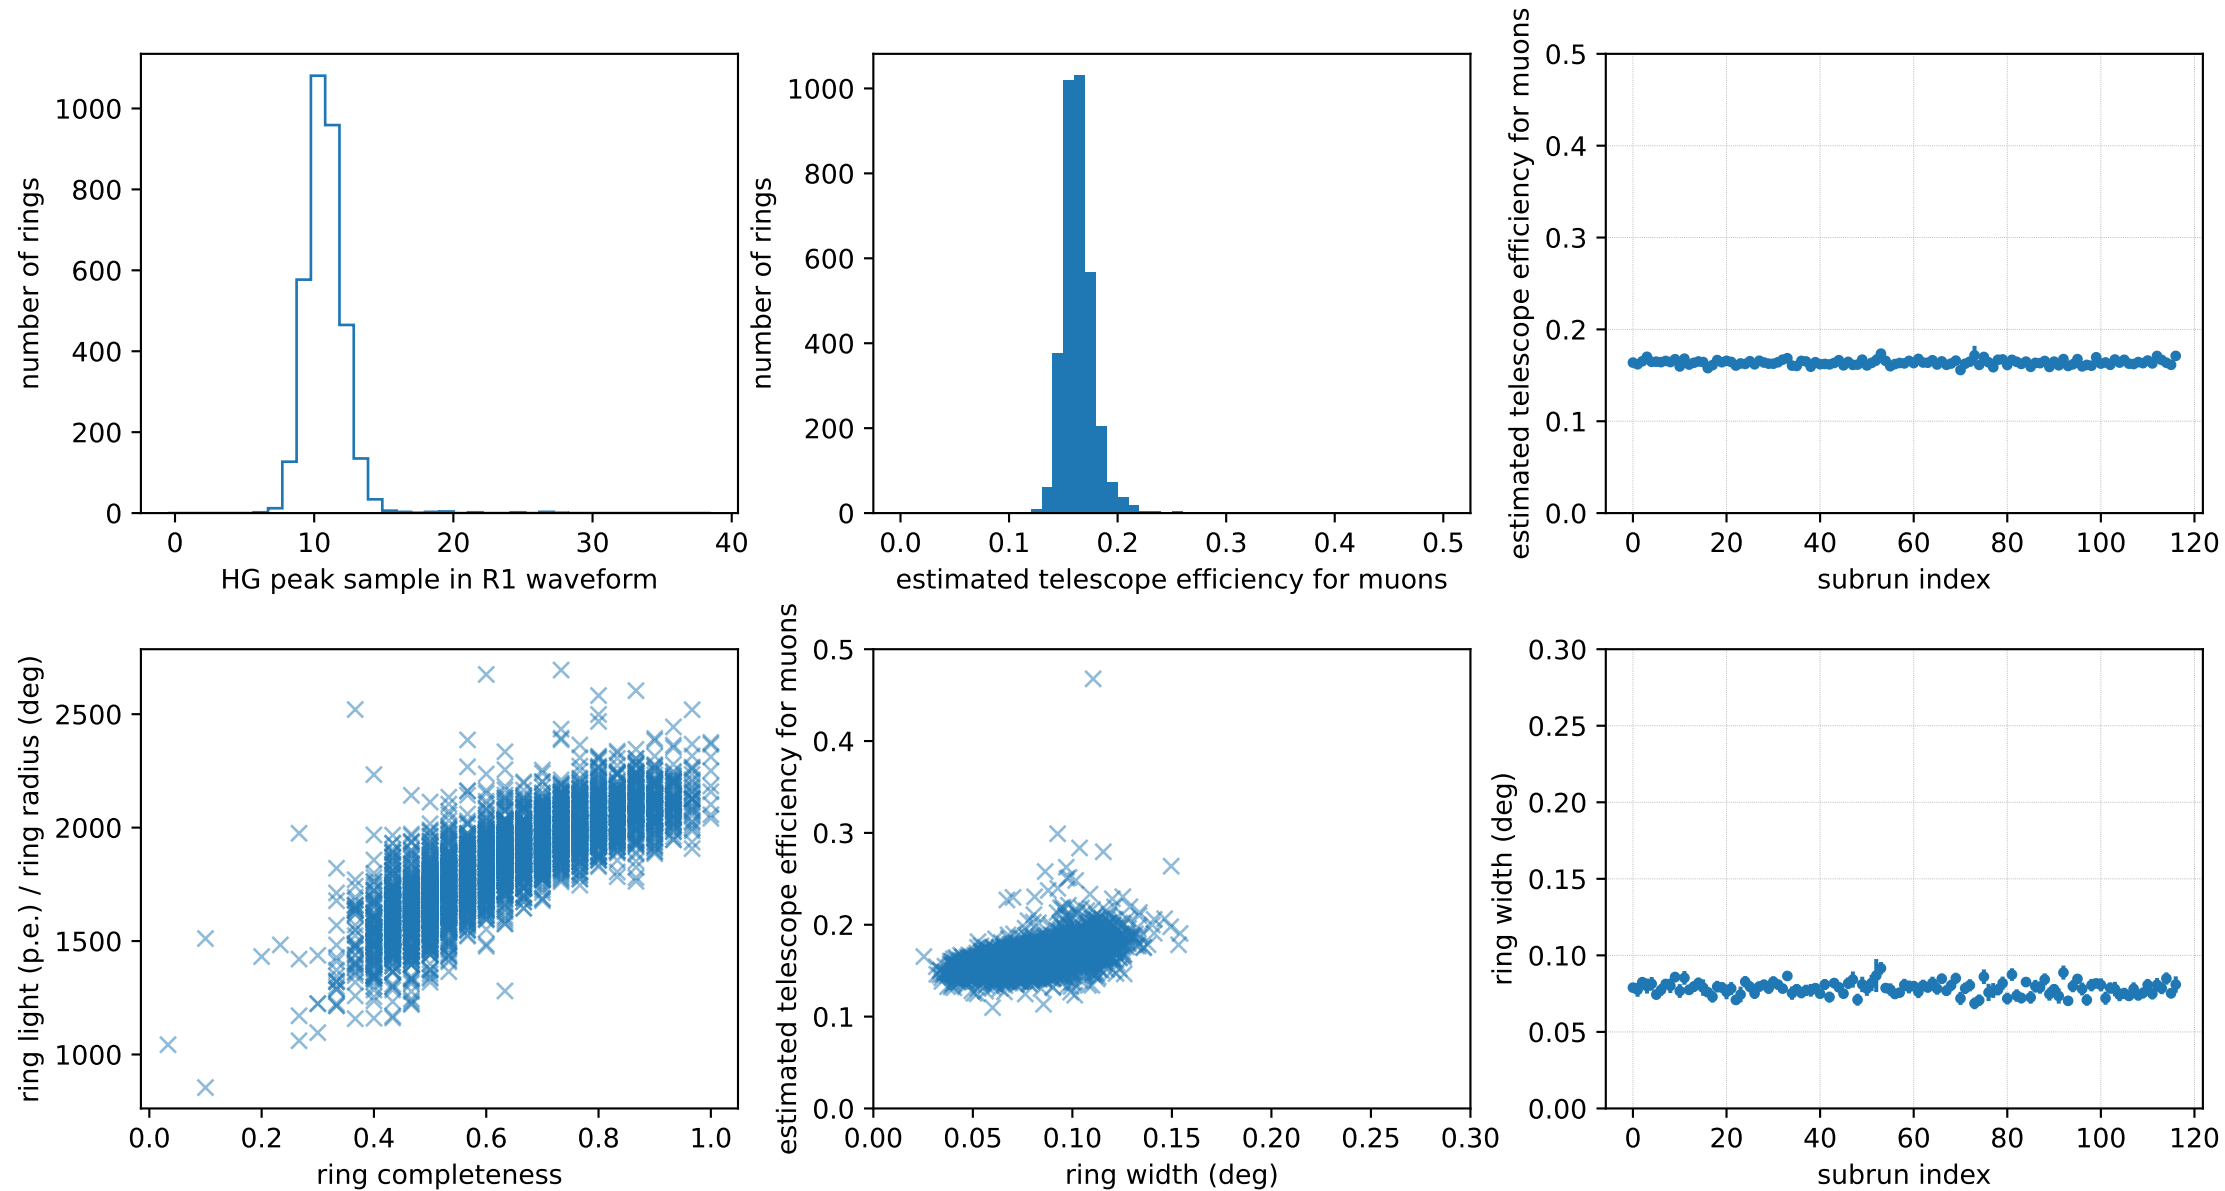 number of rings
1000
800
600
400
200
0
0 10 20 30 40
HG peak sample in R1 waveform
number of rings
1000
800
600
400
200
0
0.0 0.1 0.2 0.3 0.4 0.5
estimated telescope efficiency for muons
estimated telescope efficiency for muons
0.5
0.4
0.3
0.2
0.1
0.0
0 20 40 60 80 100 120
subrun index
ring light (p.e.) / ring radius (deg)
2500
2000
1500
1000
0.0 0.2 0.4 0.6 0.8 1.0
ring completeness
estimated telescope efficiency for muons
0.5
0.4
0.3
0.2
0.1
0.0
0.00 0.05 0.10 0.15 0.20 0.25 0.30
ring width (deg)
ring width (deg)
0.30
0.25
0.20
0.15
0.10
0.05
0.00
0 20 40 60 80 100 120
subrun index